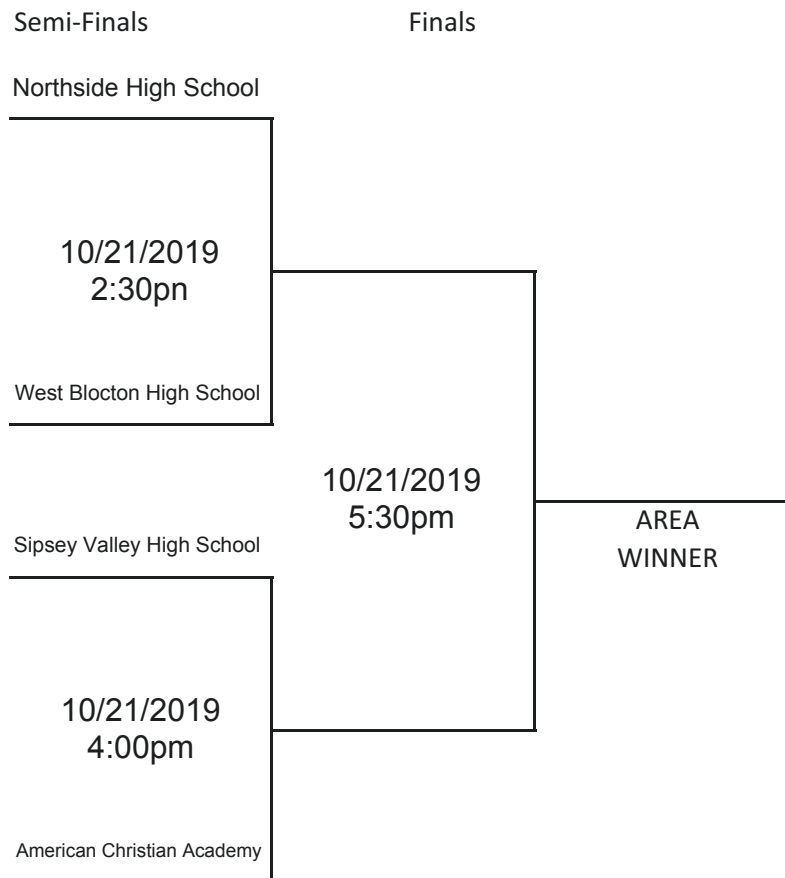 Semi-Finals
Finals
Northside High School
10/21/2019
2:30pn
West Blocton High School
10/21/2019
5:30pm
Sipsey Valley High School
AREA
WINNER
10/21/2019
4:00pm
American Christian Academy